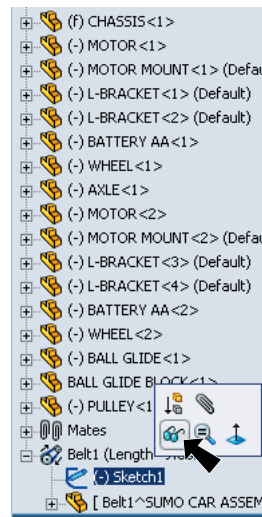 (f) CHASSIS<1>
(-) MOTOR<1>
(-) MOTOR MOUNT<1> (Defau
(-) L-BRACKET<1> (Default)
(-) L-BRACKET<2> (Default)
(-) BATTERY AA<1>
(-) WHEEL<1>
(-) AXLE<1>
(-) MOTOR<2>
(-) MOTOR MOUNT<2> (Defau
(-) L-BRACKET<3> (Default)
(-) L-BRACKET<4> (Default)
(-) BATTERY AA<2>
(-) WHEEL<2>
(-) BALL GLIDE<1>
BALL GLIDE BLOCK<1>
(-) PULLEY<1
Mates
Belt1 (Length
(-) Sketch1
[ Belt1^SUMO CAR ASSEM